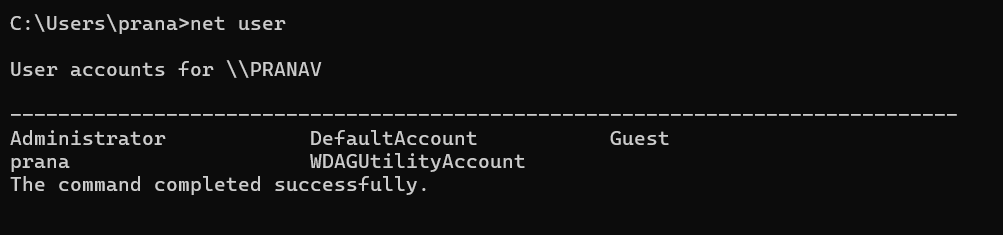 C:\Users\prana>net user
User accounts for \\PRANAV
-------------------------------------------------------------------------------
Administrator            DefaultAccount           Guest
prana                    WDAGUtilityAccount
The command completed successfully.